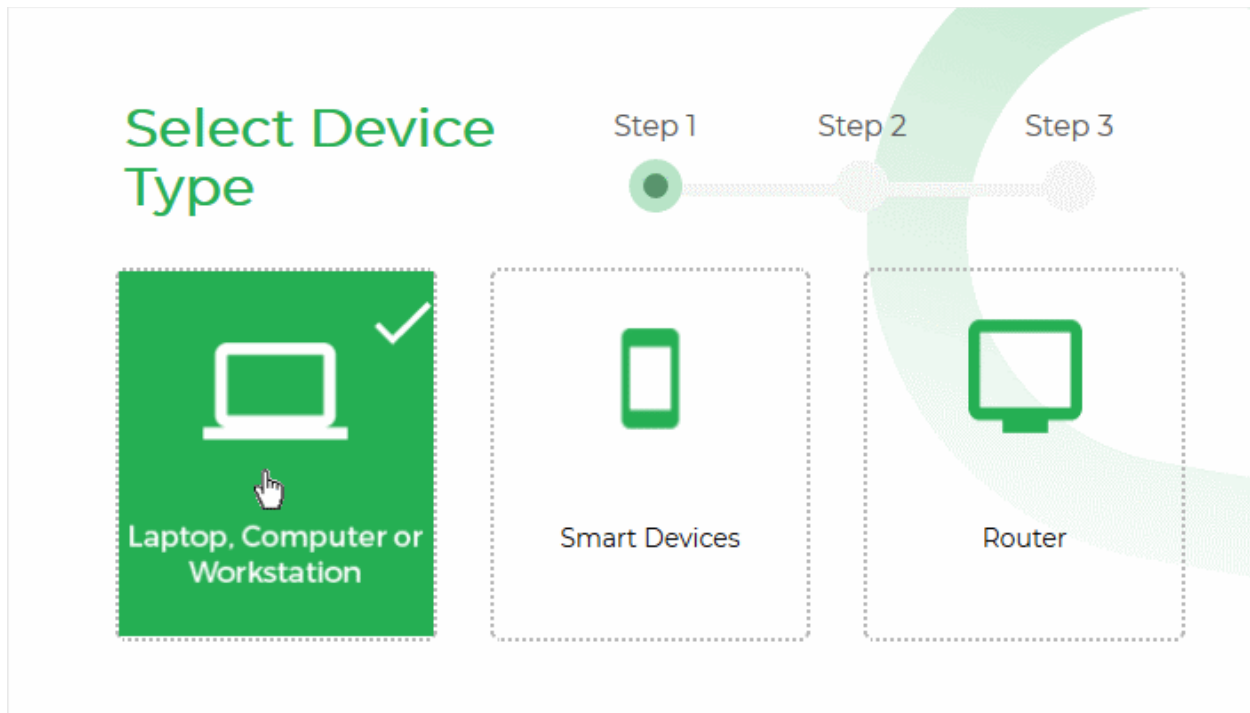 Select Device
Type
Step 1
Step 2
Step 3
Laptop, Computer or
Workstation
Smart Devices
Router